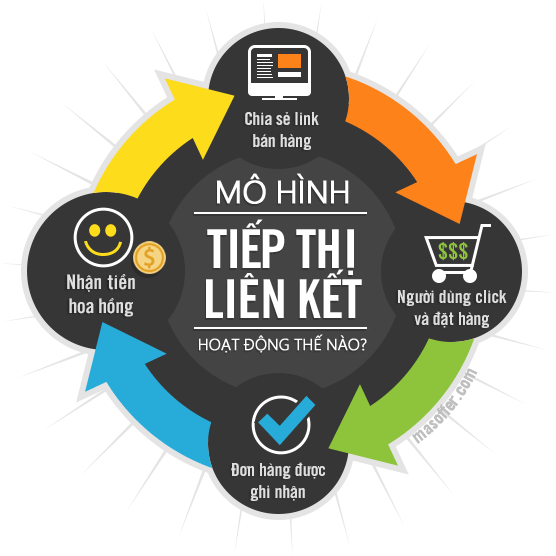 Chia sẻ link
bán hàng
MÔ HÌNH
TIẾP THỊ
LIÊN KẾT
HOẠT ĐỘNG THẾ NÀO?
$$$
Người dùng click
và đặt hàng
masoffer.com
Đơn hàng được
ghi nhận
$
Nhận tiền
hoa hồng